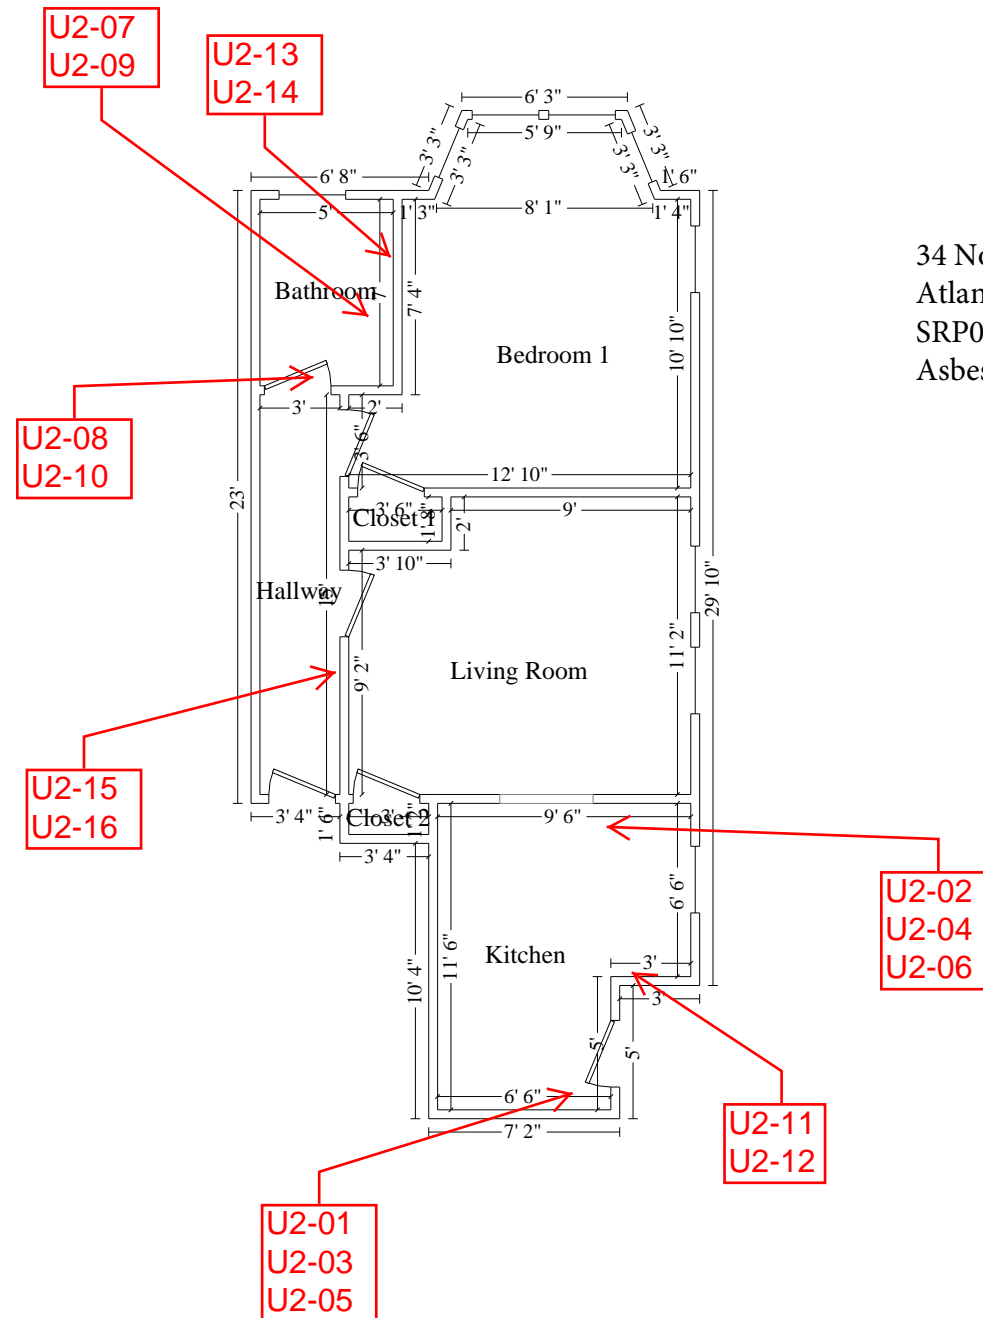 U2-07
U2-09
U2-13
U2-14
6' 3"
5' 9"
3' 3"
3' 3"
3' 3"
3' 3"
6' 8"
1' 6"
5'
1' 3"
8' 1"
1' 4"
34
Bathroom
7'
7' 4"
Bedroom 1
10' 10"
3'
2'
3' 6"
U2-08
U2-10
12' 10"
23'
3' 6"
Closet 1
1' 8"
2'
9'
3' 10"
Hallway
29' 10"
Living Room
11' 2"
9' 2"
U2-15
U2-16
3' 4"
1' 6"
Closet 2
9' 6"
3' 4"
U2-02
U2-04
U2-06
6' 6"
Kitchen
11' 6"
10' 4"
3'
3'
5'
5'
6' 6"
7' 2"
U2-11
U2-12
U2-01
U2-03
U2-05